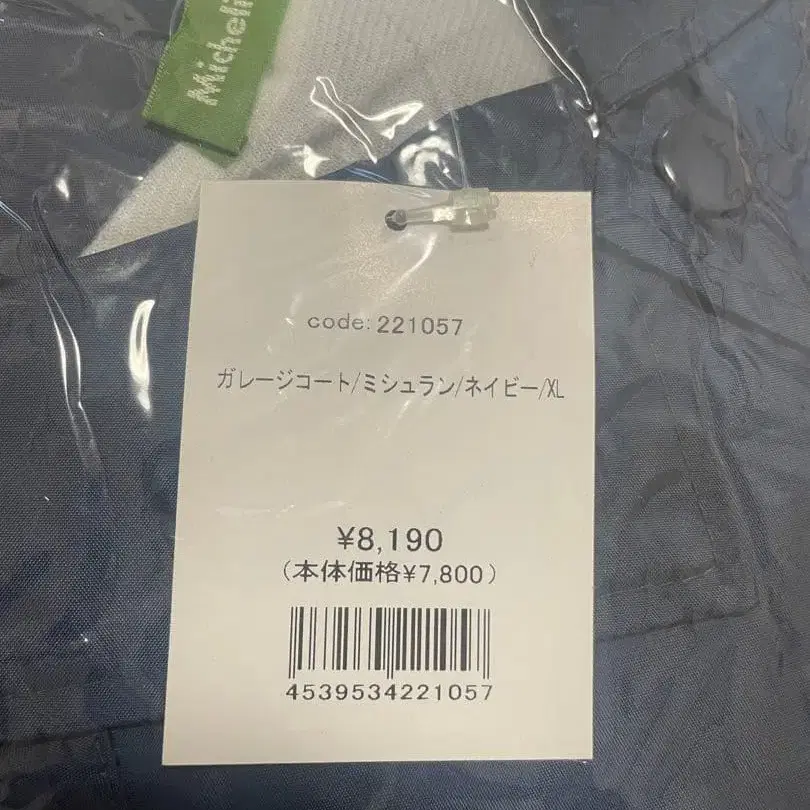 Micheli
code: 221057
ガレージコート/ミシュラン/ネイビー/XL
¥8,190
(本体価格¥7,800)
4539534221057